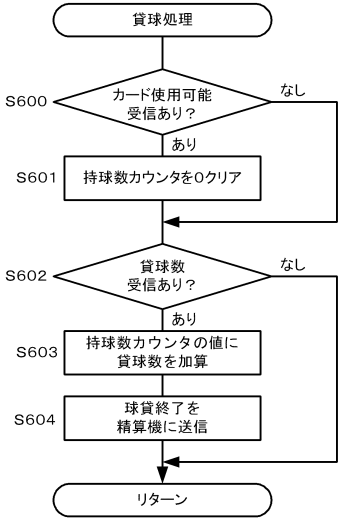 貸球処理
S600
カード使用可能
受信あり？
なし
あり
S601
持球数カウンタを0クリア
S602
貸球数
受信あり？
なし
あり
S603
持球数カウンタの値に
貸球数を加算
S604
球貸終了を
精算機に送信
リターン